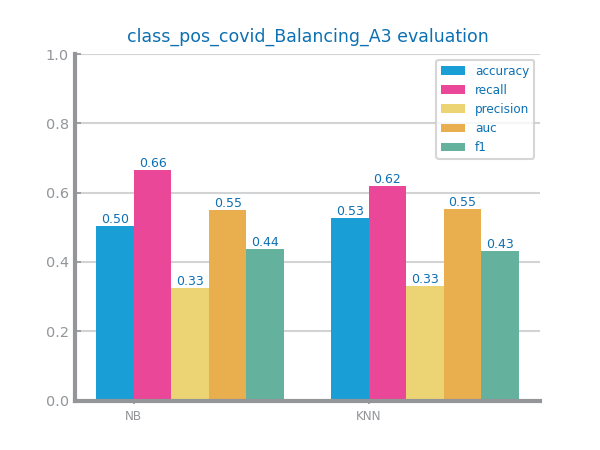 class_pos_covid_Balancing_A3 evaluation
1.0
0.8
0.6
0.4
0.2
0.0
accuracy
recall
precision
auc
f1
0.50
0.66
0.33
0.55
0.44
0.53
0.62
0.33
0.55
0.43
NB
KNN